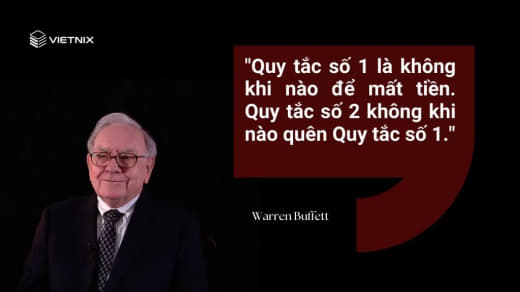 VIETNIX
"Quy tắc số 1 là không
khi nào để mất tiền.
Quy tắc số 2 không khi
nào quên Quy tắc số 1."
Warren Buffett